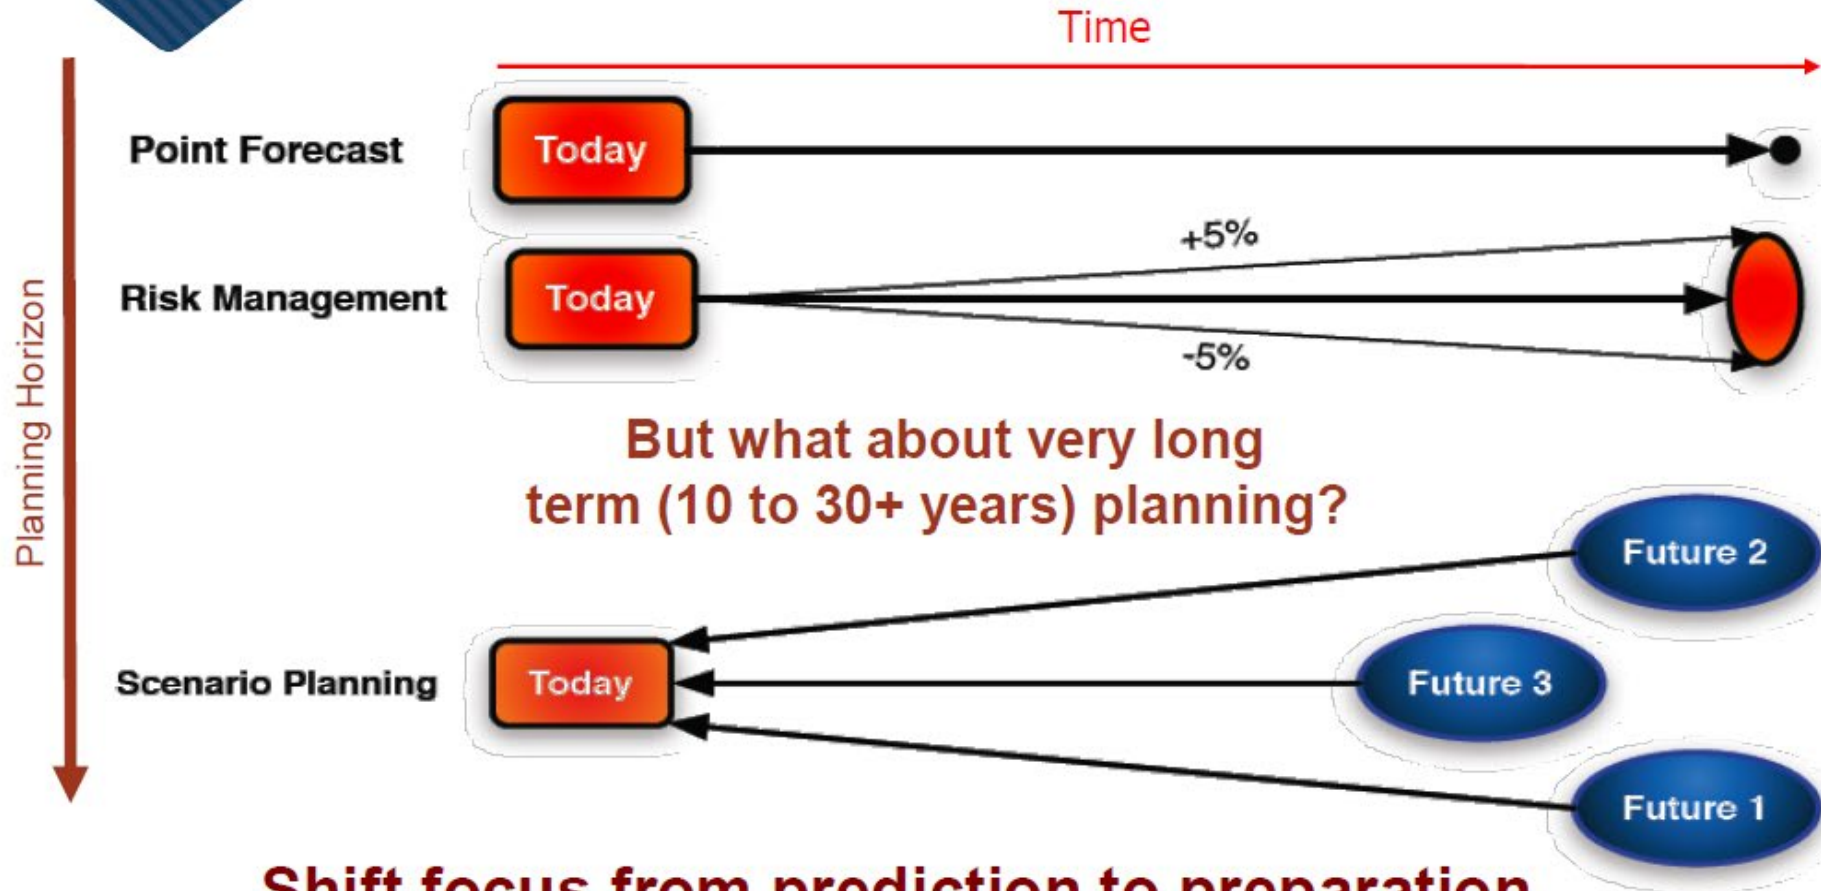 Time
Planning Horizon
Point Forecast
Today
Risk Management
Today
+5%
-5%
But what about very long
term (10 to 30+ years) planning?
Future 2
Scenario Planning
Today
Future 3
Future 1
Shift focus from prediction to preparation